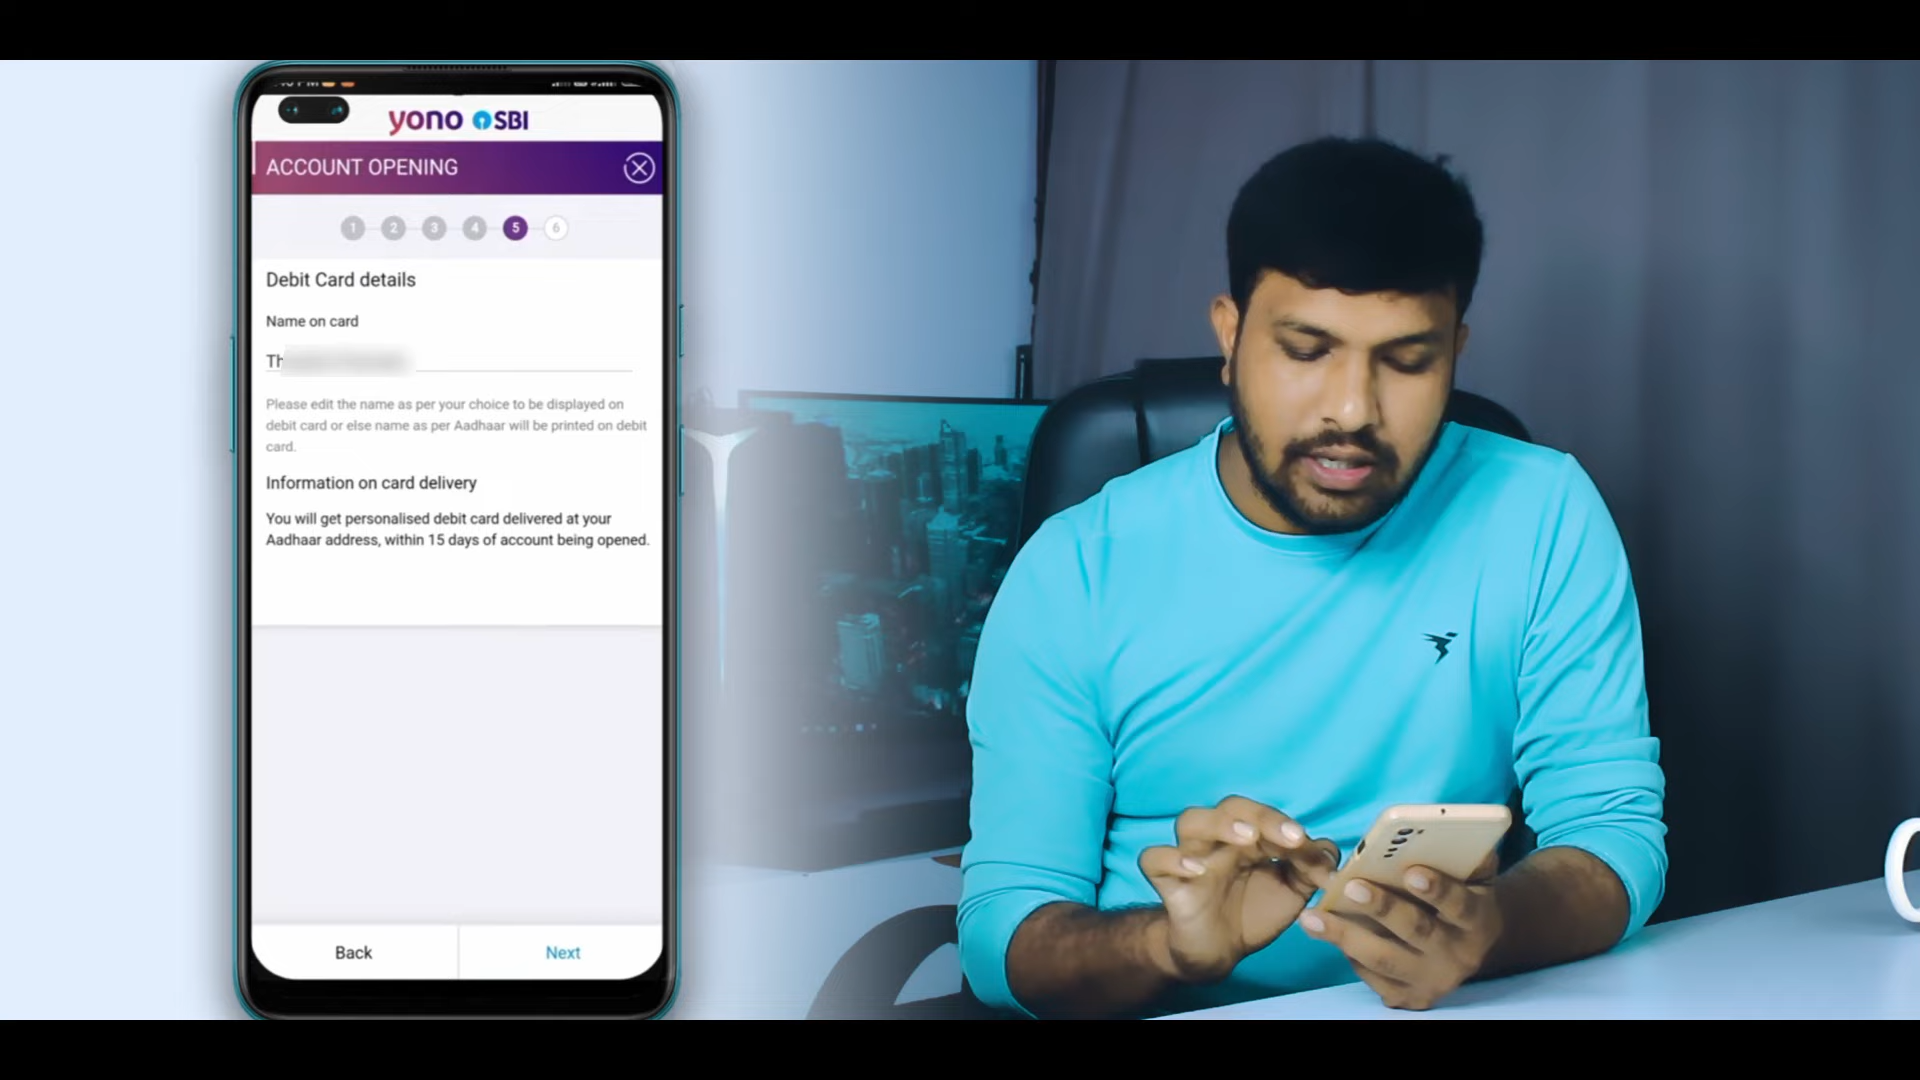 yono SBI
ACCOUNT OPENING
1 2 3 4 5 6
Debit Card details
Name on card
Th
Please edit the name as per your choice to be displayed on
debit card or else name as per Aadhaar will be printed on debit
card.
Information on card delivery
You will get personalised debit card delivered at your
Aadhaar address, within 15 days of account being opened.
Back Next